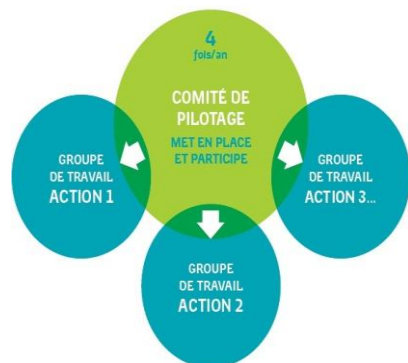 4
fois/an
COMITÉ DE
PILOTAGE
MET EN PLACE
ET PARTICIPE
GROUPE
DE TRAVAIL
ACTION 1
GROUPE
DE TRAVAIL
ACTION 2
GROUPE
DE TRAVAIL
ACTION 3...